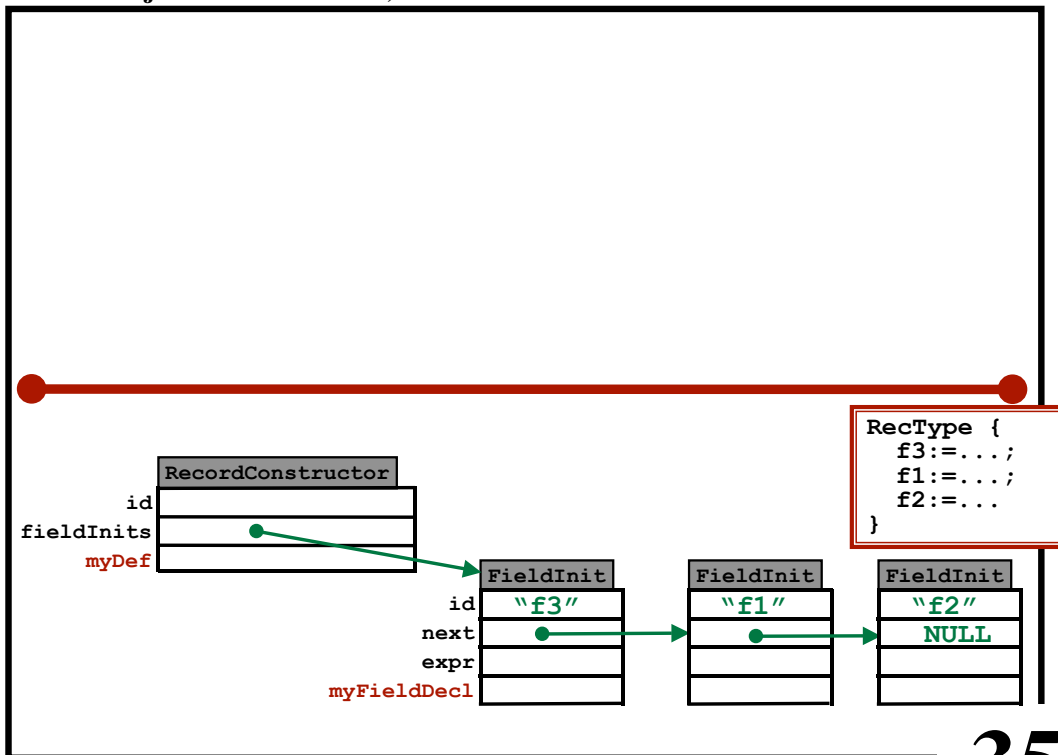 RecType {
f3:=...;
f1:=...;
f2:=...
}
RecordConstructor
id
fieldInits
myDef
FieldInit FieldInit FieldInit
id “f3” “f1” “f2”
next NULL
expr
myFieldDecl